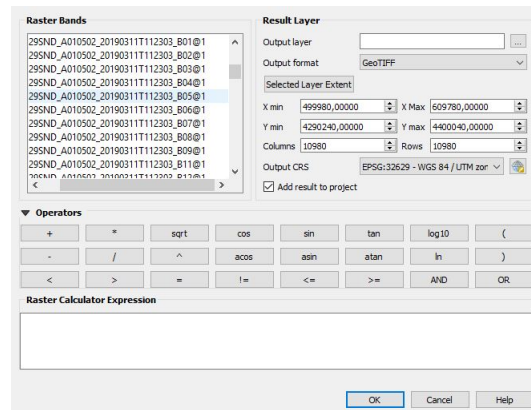 Raster Bands
29SND_A010502_20190311T112303_B01@1
29SND_A010502_20190311T112303_B02@1
29SND_A010502_20190311T112303_B03@1
29SND_A010502_20190311T112303_B04@1
29SND_A010502_20190311T112303_B05@1
29SND_A010502_20190311T112303_B06@1
29SND_A010502_20190311T112303_B07@1
29SND_A010502_20190311T112303_B08@1
29SND_A010502_20190311T112303_B09@1
29SND_A010502_20190311T112303_B11@1
29SND_A010502_20190311T112303_B12@1
Result Layer
Output layer ...
Output format GeoTIFF
Selected Layer Extent
X min 499980,00000 X Max 609780,00000
Y min 4290240,00000 Y max 4400040,00000
Columns 10980 Rows 10980
Output CRS EPSG:32629 - WGS 84 / UTM zor
Add result to project
Operators
+ * sqrt cos sin tan log10 (
- / ^ acos asin atan ln )
< > = != <= >= AND OR
Raster Calculator Expression
OK Cancel Help